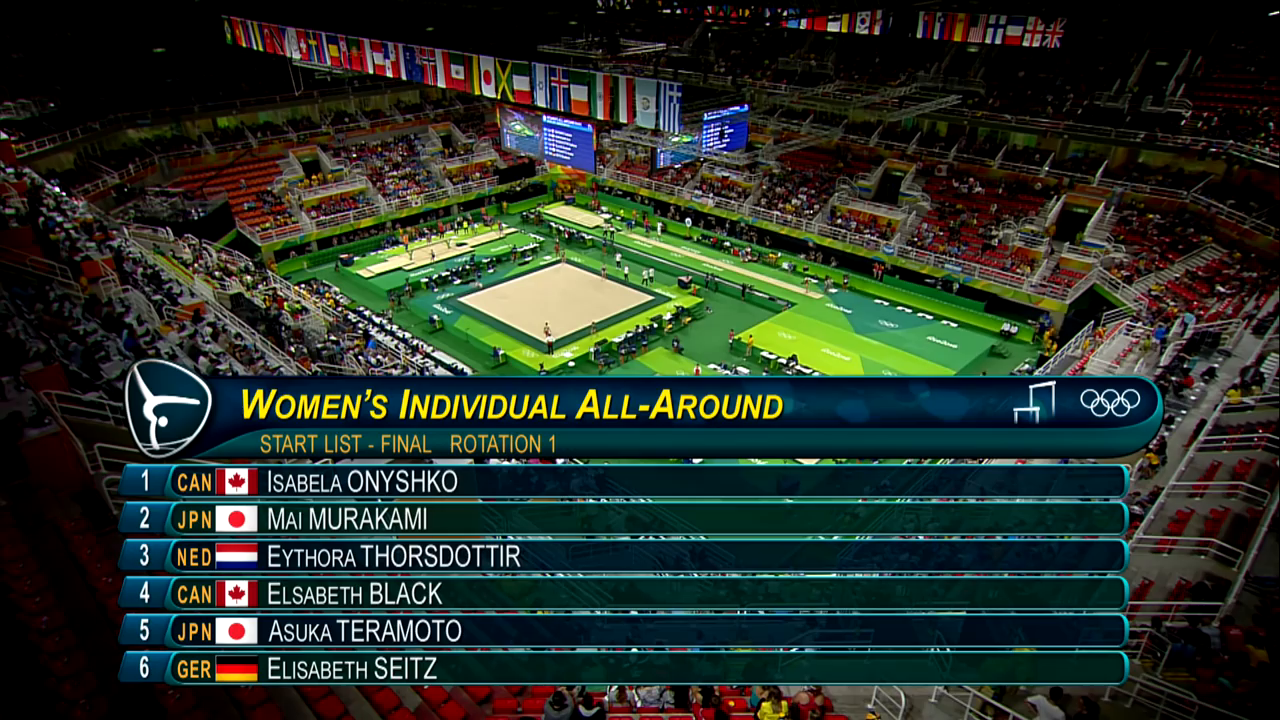 WOMEN'S INDIVIDUAL ALL-AROUND
START LIST - FINAL ROTATION 1
1 CAN ISABELA ONYSHKO
2 JPN MAI MURAKAMI
3 NED EYTHORA THORSDOTTIR
4 CAN ELSABETH BLACK
5 JPN ASUKA TERAMOTO
6 GER ELISABETH SEITZ